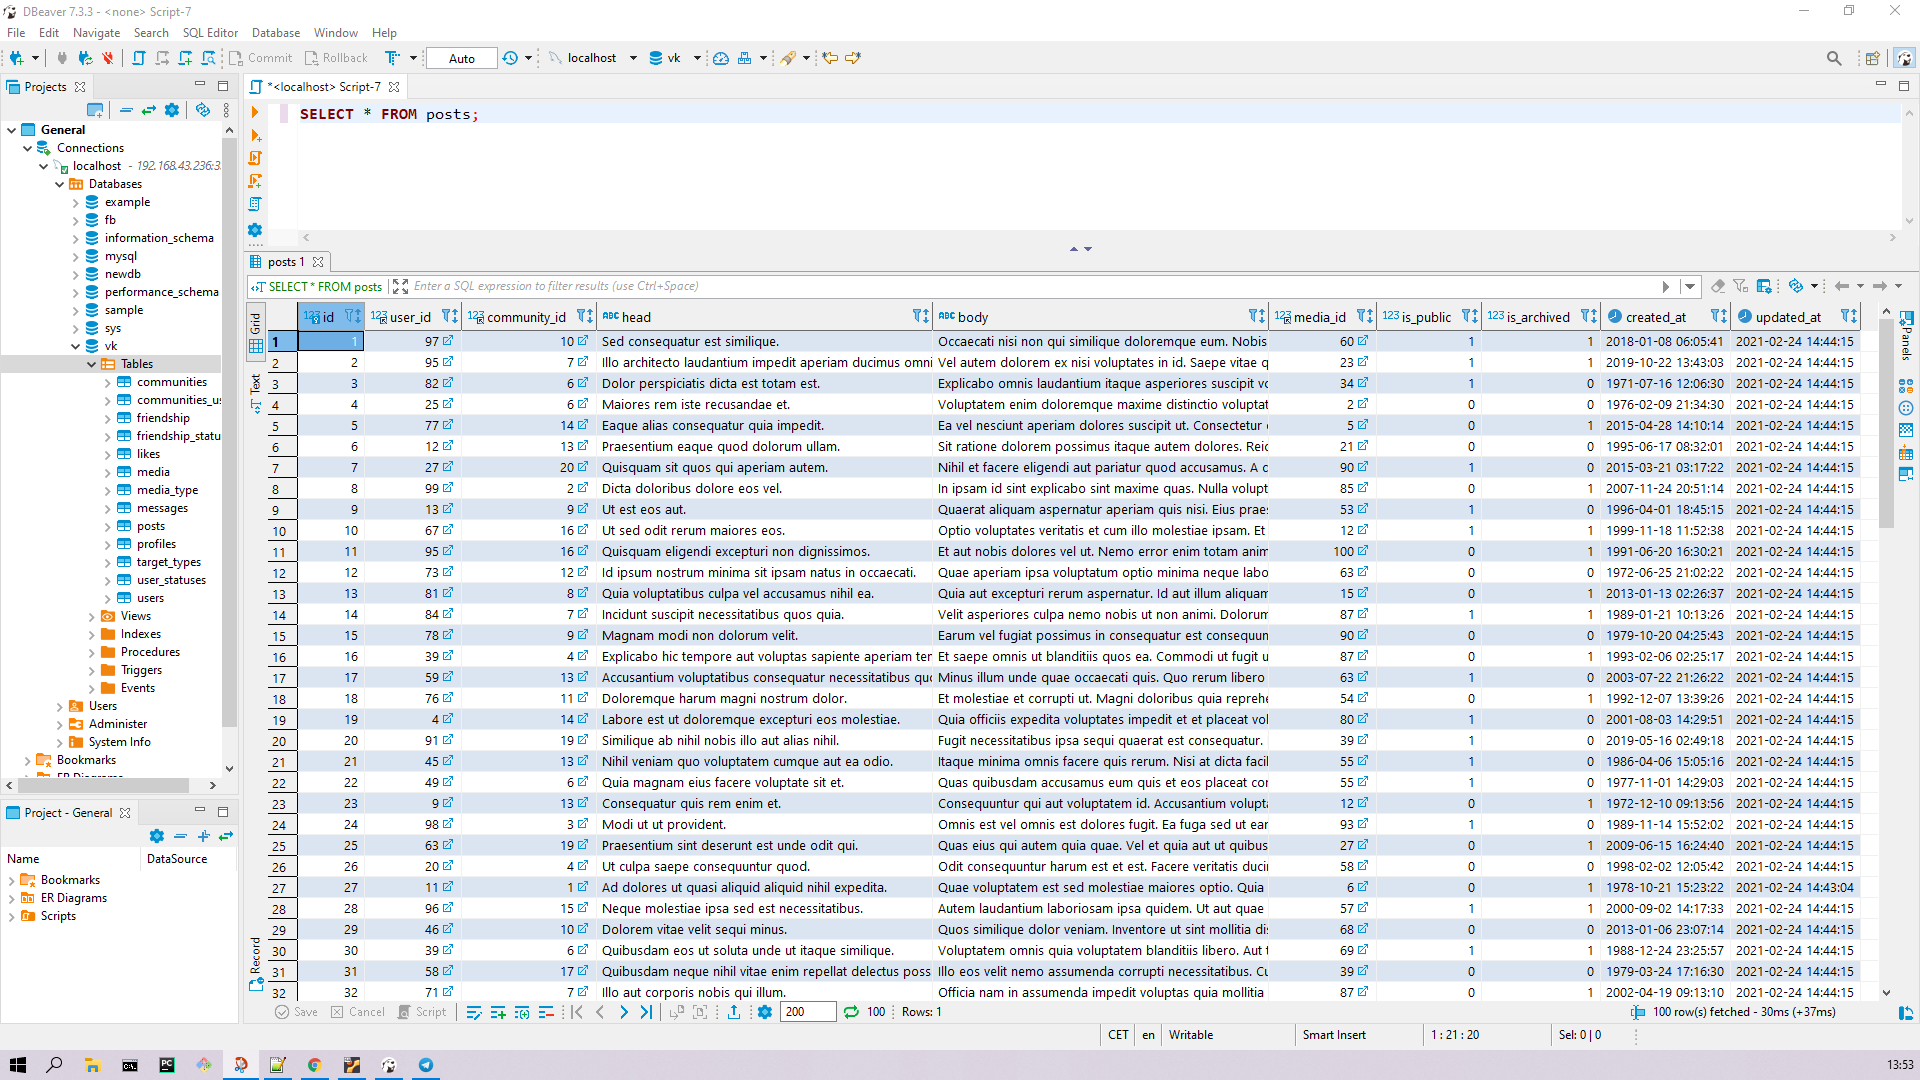 DBeaver 7.3.3 - <none> Script-7
File Edit Navigate Search SQL Editor Database Window Help
Commit Rollback Auto localhost vk
Projects
*<localhost> Script-7
SELECT * FROM posts;
General
Connections
localhost - 192.168.43.236:3
Databases
example
fb
information_schema
mysql
newdb
performance_schema
sample
sys
vk
Tables
communities
communities_us
friendship
friendship_statu
likes
media
media_type
messages
posts
profiles
target_types
user_statuses
users
Views
Indexes
Procedures
Triggers
Events
Users
Administer
System Info
Bookmarks
ER Diagrams
Project - General
Name DataSource
Bookmarks
ER Diagrams
Scripts
posts 1
SELECT * FROM posts Enter a SQL expression to filter results (use Ctrl+Space)
Grid
Text
Record
Panels
123 id 123 user_id 123 community_id ABC head ABC body 123 media_id 123 is_public 123 is_archived created_at updated_at
1 1 97 10 Sed consequatur est similique. Occaecati nisi non qui similique doloremque eum. Nobis 60 1 1 2018-01-08 06:05:41 2021-02-24 14:44:15
2 2 95 7 Illo architecto laudantium impedit aperiam ducimus omni Vel autem dolorem ex nisi voluptates in id. Saepe vitae q 23 1 1 2019-10-22 13:43:03 2021-02-24 14:44:15
3 3 82 6 Dolor perspiciatis dicta est totam est. Explicabo omnis laudantium itaque asperiores suscipit vo 34 1 0 1971-07-16 12:06:30 2021-02-24 14:44:15
4 4 25 6 Maiores rem iste recusandae et. Voluptatem enim doloremque maxime distinctio voluptat 2 0 0 1976-02-09 21:34:30 2021-02-24 14:44:15
5 5 77 14 Eaque alias consequatur quia impedit. Ea vel nesciunt aperiam dolores suscipit ut. Consectetur 5 0 1 2015-04-28 14:10:14 2021-02-24 14:44:15
6 6 12 13 Praesentium eaque quod dolorum ullam. Sit ratione dolorem possimus itaque autem dolores. Reic 21 0 0 1995-06-17 08:32:01 2021-02-24 14:44:15
7 7 27 20 Quisquam sit quos qui aperiam autem. Nihil et facere eligendi aut pariatur quod accusamus. A c 90 1 0 2015-03-21 03:17:22 2021-02-24 14:44:15
8 8 99 2 Dicta doloribus dolore eos vel. In ipsam id sint explicabo sint maxime quas. Nulla volupt 85 0 1 2007-11-24 20:51:14 2021-02-24 14:44:15
9 9 13 9 Ut est eos aut. Quaerat aliquam aspernatur aperiam quis nisi. Eius prae 53 1 0 1996-04-01 18:45:15 2021-02-24 14:44:15
10 10 67 16 Ut sed odit rerum maiores eos. Optio voluptates veritatis et cum illo molestiae ipsam. Et 12 1 1 1999-11-18 11:52:38 2021-02-24 14:44:15
11 11 95 16 Quisquam eligendi excepturi non dignissimos. Et aut nobis dolores vel ut. Nemo error enim totam anim 100 0 1 1991-06-20 16:30:21 2021-02-24 14:44:15
12 12 73 12 Id ipsum nostrum minima sit ipsam natus in occaecati. Quae aperiam ipsa voluptatum optio minima neque labo 63 0 0 1972-06-25 21:02:22 2021-02-24 14:44:15
13 13 81 8 Quia voluptatibus culpa vel accusamus nihil ea. Quia aut excepturi rerum aspernatur. Id aut illum aliquam 15 0 1 2013-01-13 02:26:37 2021-02-24 14:44:15
14 14 84 7 Incidunt suscipit necessitatibus quos quia. Velit asperiores culpa nemo nobis ut non animi. Dolorum 87 1 1 1989-01-21 10:13:26 2021-02-24 14:44:15
15 15 78 9 Magnam modi non dolorum velit. Earum vel fugiat possimus in consequatur est consequun 90 0 0 1979-10-20 04:25:43 2021-02-24 14:44:15
16 16 39 4 Explicabo hic tempore aut voluptas sapiente aperiam ter Et saepe omnis ut blanditiis quos ea. Commodi ut fugit u 87 0 1 1993-02-06 02:25:17 2021-02-24 14:44:15
17 17 59 13 Accusantium voluptatibus consequatur necessitatibus quo Minus illum unde quae occaecati quis. Quo rerum libero 63 1 0 2003-07-22 21:26:22 2021-02-24 14:44:15
18 18 76 11 Doloremque harum magni nostrum dolor. Et molestiae et corrupti ut. Magni doloribus quia reprehe 54 0 1 1992-12-07 13:39:26 2021-02-24 14:44:15
19 19 4 14 Labore est ut doloremque excepturi eos molestiae. Quia officiis expedita voluptates impedit et et placeat vol 80 1 0 2001-08-03 14:29:51 2021-02-24 14:44:15
20 20 91 19 Similique ab nihil nobis illo aut alias nihil. Fugit necessitatibus ipsa sequi quaerat est consequatur. 39 1 0 2019-05-16 02:49:18 2021-02-24 14:44:15
21 21 45 13 Nihil veniam quo voluptatem cumque aut ea odio. Itaque minima omnis facere quis rerum. Nisi at dicta facil 55 1 0 1986-04-06 15:05:16 2021-02-24 14:44:15
22 22 49 6 Quia magnam eius facere voluptate sit et. Quas quibusdam accusamus eum quis et eos placeat cor 55 1 0 1977-11-01 14:29:03 2021-02-24 14:44:15
23 23 9 13 Consequatur quis rem enim et. Consequuntur qui aut voluptatem id. Accusantium volupta 12 0 0 1972-12-10 09:13:56 2021-02-24 14:44:15
24 24 98 3 Modi ut ut provident. Omnis est vel omnis est dolores fugit. Ea fuga sed ut ear 93 1 0 1989-11-14 15:52:02 2021-02-24 14:44:15
25 25 63 19 Praesentium sint deserunt est unde odit qui. Quas eius qui autem quia quae. Vel et quia aut ut quibus 27 0 0 2009-06-15 16:24:40 2021-02-24 14:44:15
26 26 20 4 Ut culpa saepe consequuntur quod. Odit consequuntur harum est et est. Facere veritatis ducir 58 0 0 1998-02-02 12:05:42 2021-02-24 14:44:15
27 27 11 1 Ad dolores ut quasi aliquid aliquid nihil expedita. Quae voluptatem est sed molestiae maiores optio. Quia 6 0 1 1978-10-21 15:23:22 2021-02-24 14:43:04
28 28 96 15 Neque molestiae ipsa sed est necessitatibus. Autem laudantium laboriosam ipsa quidem. Ut aut quae 57 1 1 2000-09-02 14:17:33 2021-02-24 14:44:15
29 29 46 10 Dolorem vitae velit sequi minus. Quos similique dolor veniam. Inventore ut sint mollitia dis 68 0 0 2013-01-06 23:07:14 2021-02-24 14:44:15
30 30 39 6 Quibusdam eos ut soluta unde ut itaque similique. Voluptatem omnis quia voluptatem blanditiis libero. Aut t 69 1 1 1988-12-24 23:25:57 2021-02-24 14:44:15
31 31 58 17 Quibusdam neque nihil vitae enim repellat delectus poss Illo eos velit nemo assumenda corrupti necessitatibus. Cu 39 0 0 1979-03-24 17:16:30 2021-02-24 14:44:15
32 32 71 7 Illo aut corporis nobis qui illum. Officia nam in assumenda impedit voluptas quia mollitia 87 0 1 2002-04-19 09:13:10 2021-02-24 14:44:15
Save Cancel Script 200 100 Rows: 1 100 row(s) fetched - 30ms (+37ms)
CET en Writable Smart Insert 1 : 21 : 20 Sel: 0 | 0
13:53